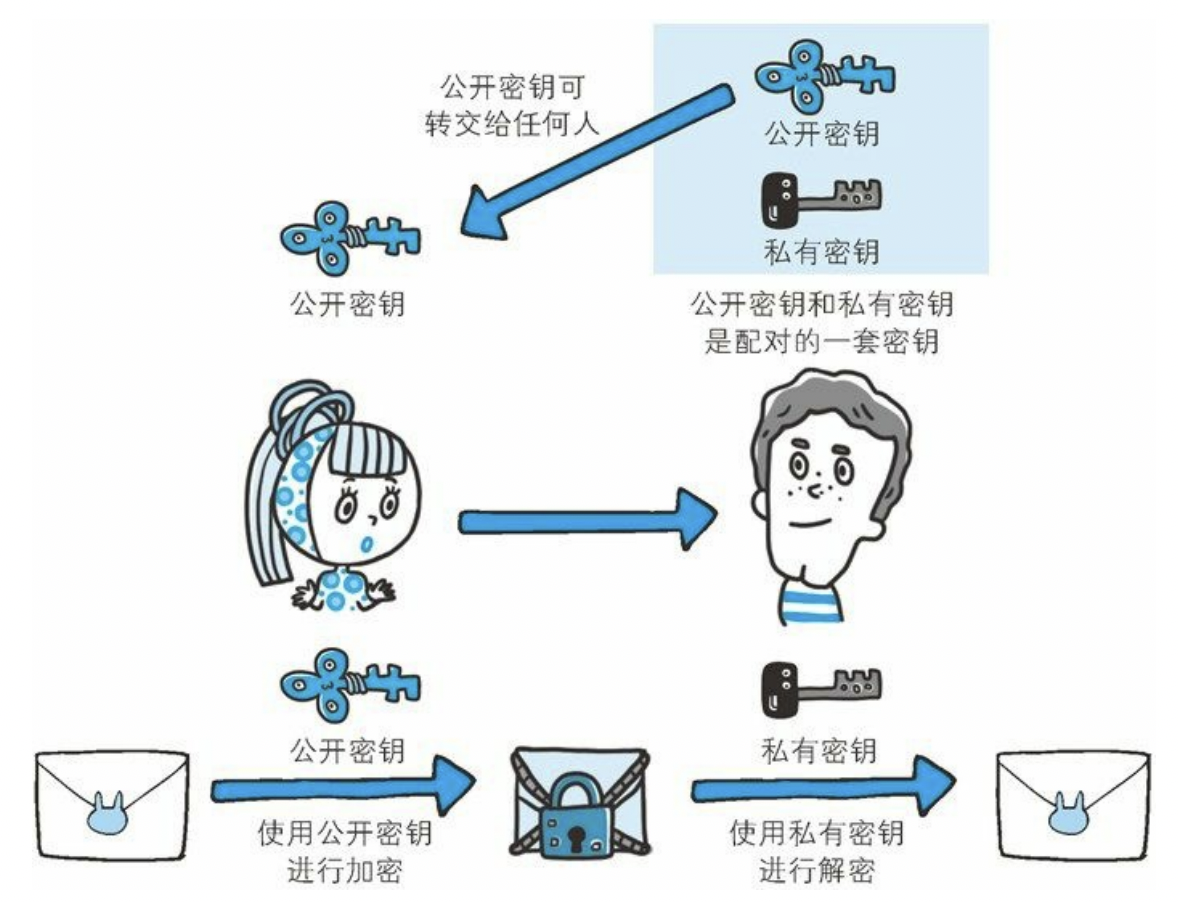 公开密钥可
转交给任何人
公开密钥
私有密钥
公开密钥
公开密钥和私有密钥
是配对的一套密钥
公开密钥
私有密钥
使用公开密钥
进行加密
使用私有密钥
进行解密